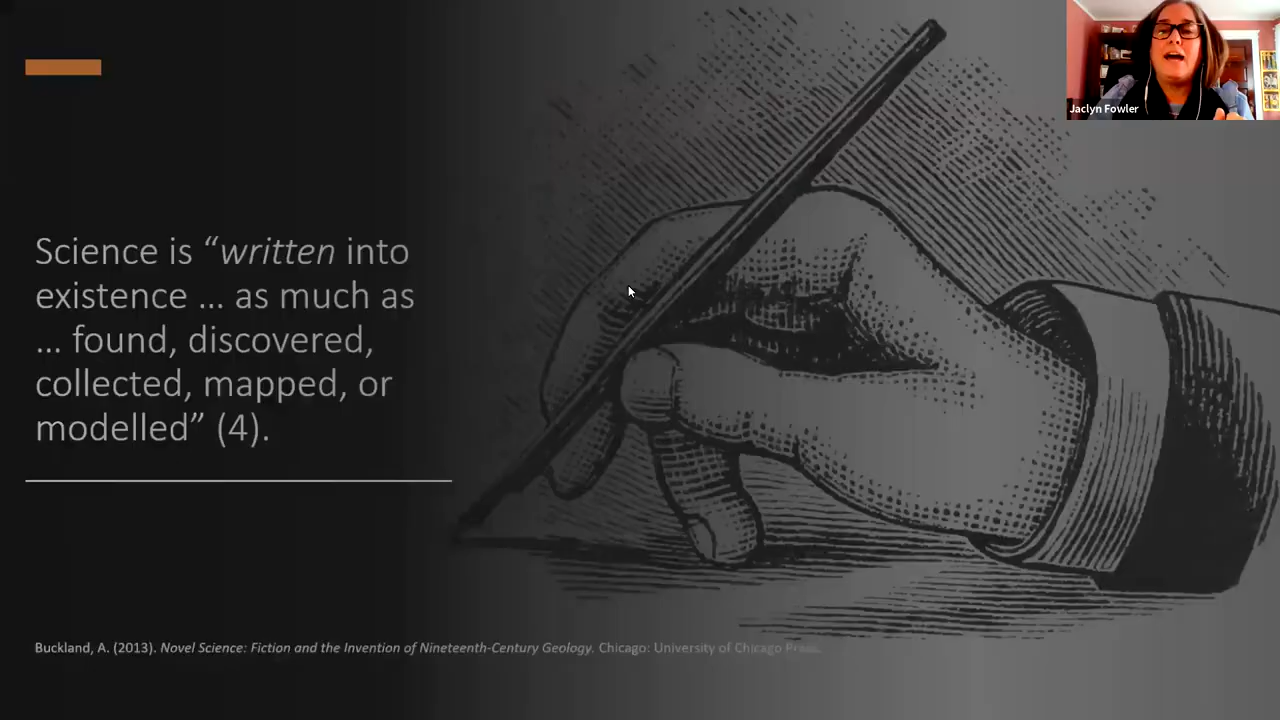 Jaclyn Fowler
Science is “written into
existence ... as much as
... found, discovered,
collected, mapped, or
modelled” (4).
Buckland, A. (2013). Novel Science: Fiction and the Invention of Nineteenth-Century Geology. Chicago: University of Chicago Press.